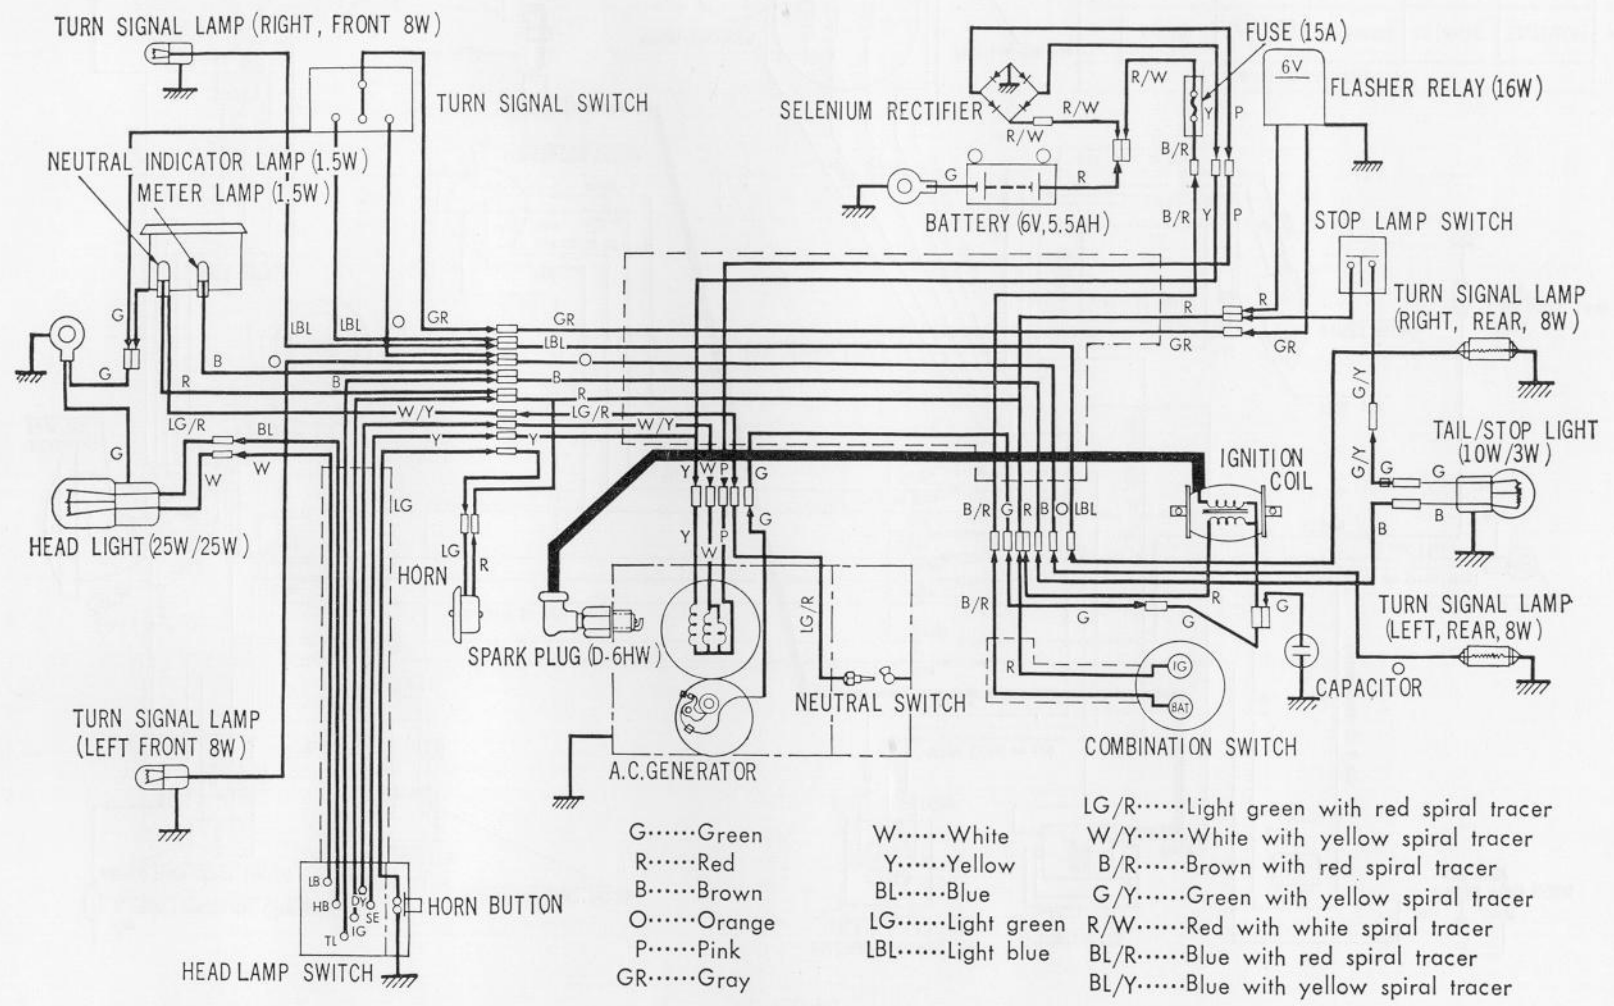 TURN SIGNAL LAMP (RIGHT, FRONT 8W)
TURN SIGNAL SWITCH
NEUTRAL INDICATOR LAMP (1.5W)
METER LAMP (1.5W)
SELENIUM RECTIFIER
R/W
R/W
R/W
FUSE (15A)
Y
P
B/R
6V
FLASHER RELAY (16W)
G
R
BATTERY (6V, 5.5AH)
B/R
Y
P
STOP LAMP SWITCH
TURN SIGNAL LAMP
(RIGHT, REAR, 8W)
G
LBL
LBL
O
GR
GR
LBL
R
R
GR
GR
G
R
B
O
B
O
B
R
G/Y
LG/R
W/Y
LG/R
W/Y
BL
W
W
G
Y
Y
Y
W
P
G
G/Y
TAIL/STOP LIGHT
(10W/3W)
G
G
B
B
IGNITION
COIL
HEAD LIGHT (25W/25W)
LG
LG
R
HORN
Y
W
P
G
B/R
G
R
B
O
LBL
SPARK PLUG (D-6HW)
LG/R
B/R
G
G
R
G
R
IG
BAT
CAPACITOR
TURN SIGNAL LAMP
(LEFT, REAR, 8W)
O
NEUTRAL SWITCH
COMBINATION SWITCH
A.C. GENERATOR
TURN SIGNAL LAMP
(LEFT FRONT 8W)
LB
HB
DY
SE
IG
TL
HORN BUTTON
HEAD LAMP SWITCH
G······Green
R······Red
B······Brown
O······Orange
P······Pink
GR······Gray
W······White
Y······Yellow
BL······Blue
LG······Light green
LBL······Light blue
LG/R······Light green with red spiral tracer
W/Y······White with yellow spiral tracer
B/R······Brown with red spiral tracer
G/Y······Green with yellow spiral tracer
R/W······Red with white spiral tracer
BL/R······Blue with red spiral tracer
BL/Y······Blue with yellow spiral tracer